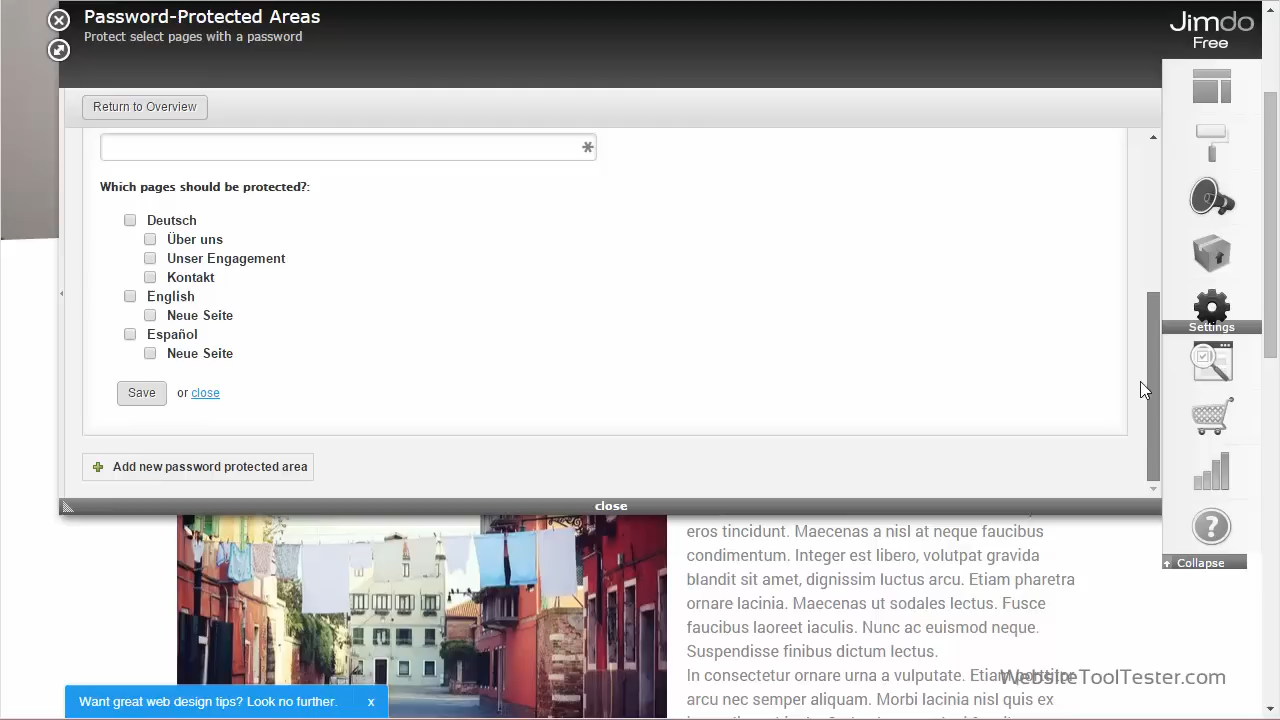 Password-Protected Areas
Protect select pages with a password
Jimdo
Free
Return to Overview
Which pages should be protected?:
Deutsch
Über uns
Unser Engagement
Kontakt
English
Neue Seite
Español
Neue Seite
Save or close
Settings
Add new password protected area
close
Collapse
eros tincidunt. Maecenas a nisl at neque faucibus
condimentum. Integer est libero, volutpat gravida
blandit sit amet, dignissim luctus arcu. Etiam pharetra
ornare lacinia. Maecenas ut sodales lectus. Fusce
faucibus laoreet iaculis. Nunc ac euismod neque.
Suspendisse finibus dictum lectus.
In consectetur ornare urna a vulputate. Etiam porttitor
arcu nec semper aliquam. Morbi lacinia nisl quis ex
WebsiteToolTester.com
Want great web design tips? Look no further. x